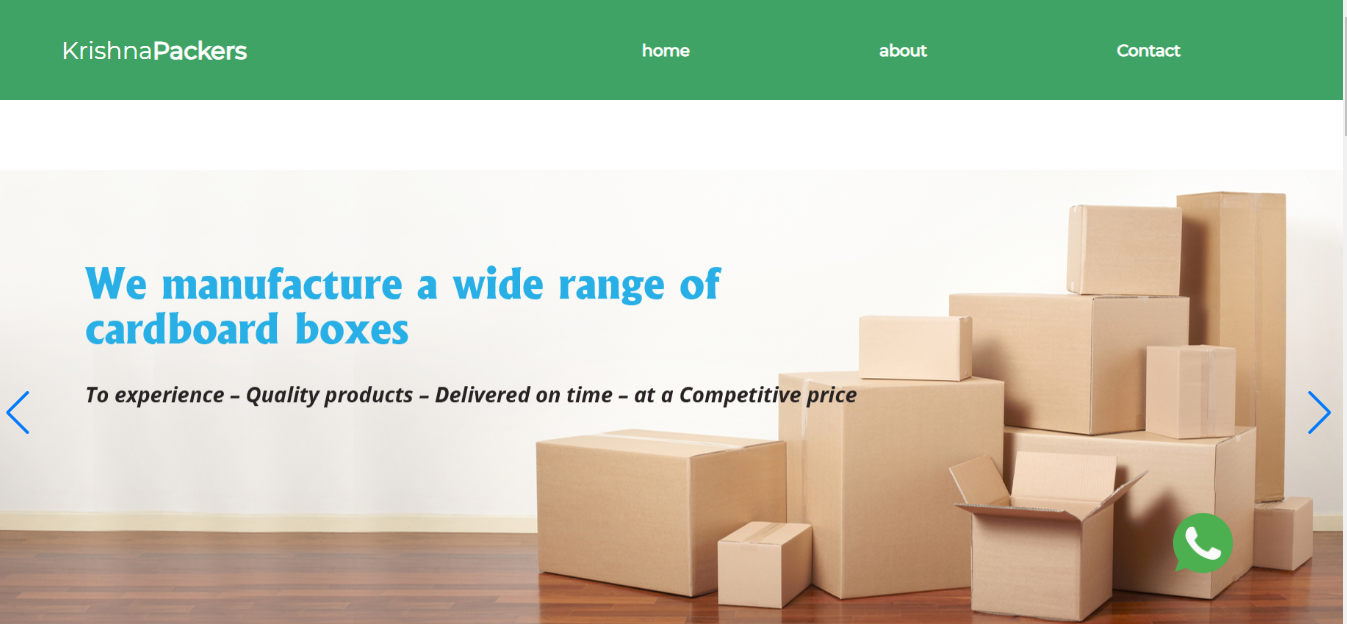 KrishnaPackers
home
about
Contact
We manufacture a wide range of
cardboard boxes
To experience – Quality products – Delivered on time – at a Competitive price